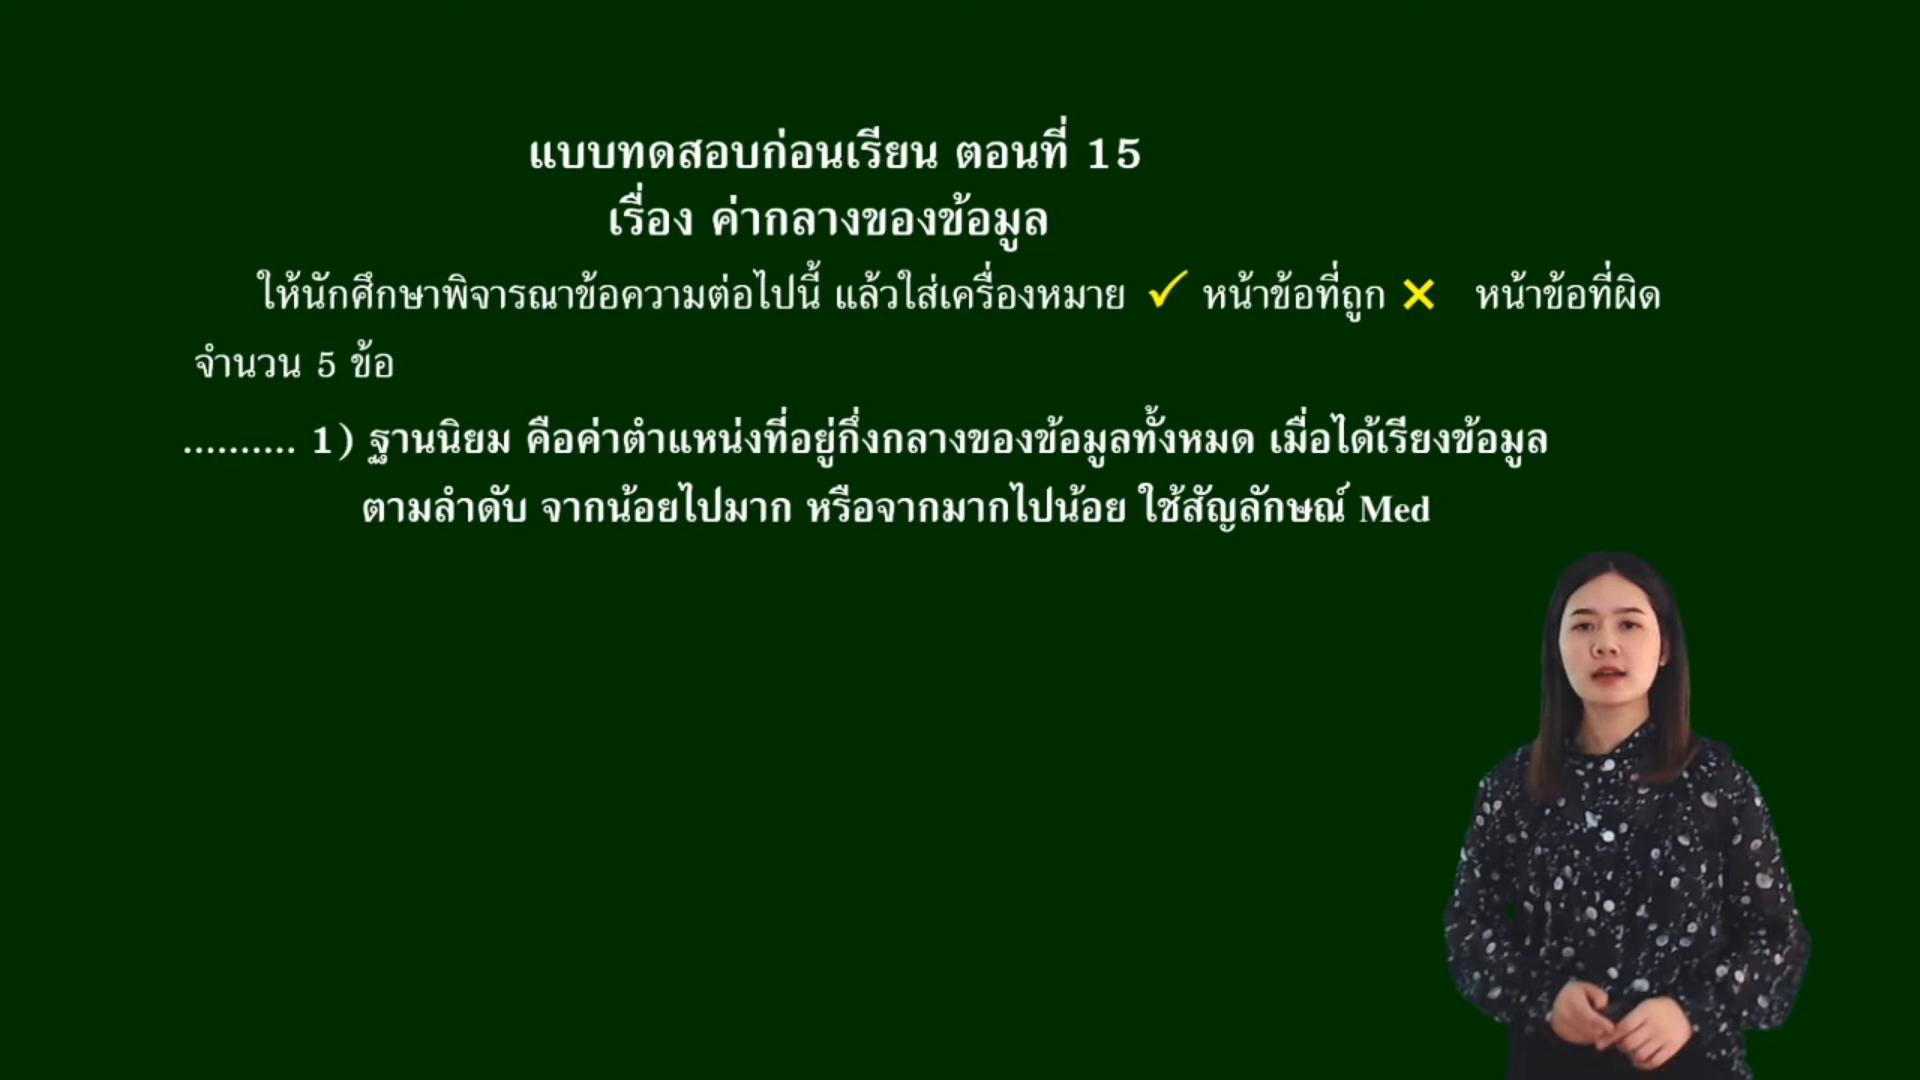 แบบทดสอบก่อนเรียน ตอนที่ 15
เรื่อง ค่ากลางของข้อมูล
ให้นักศึกษาพิจารณาข้อความต่อไปนี้ แล้วใส่เครื่องหมาย ✓ หน้าข้อที่ถูก ✕ หน้าข้อที่ผิด
จำนวน 5 ข้อ
.......... 1) ฐานนิยม คือค่าตำแหน่งที่อยู่กึ่งกลางของข้อมูลทั้งหมด เมื่อได้เรียงข้อมูล
ตามลำดับ จากน้อยไปมาก หรือจากมากไปน้อย ใช้สัญลักษณ์ Med